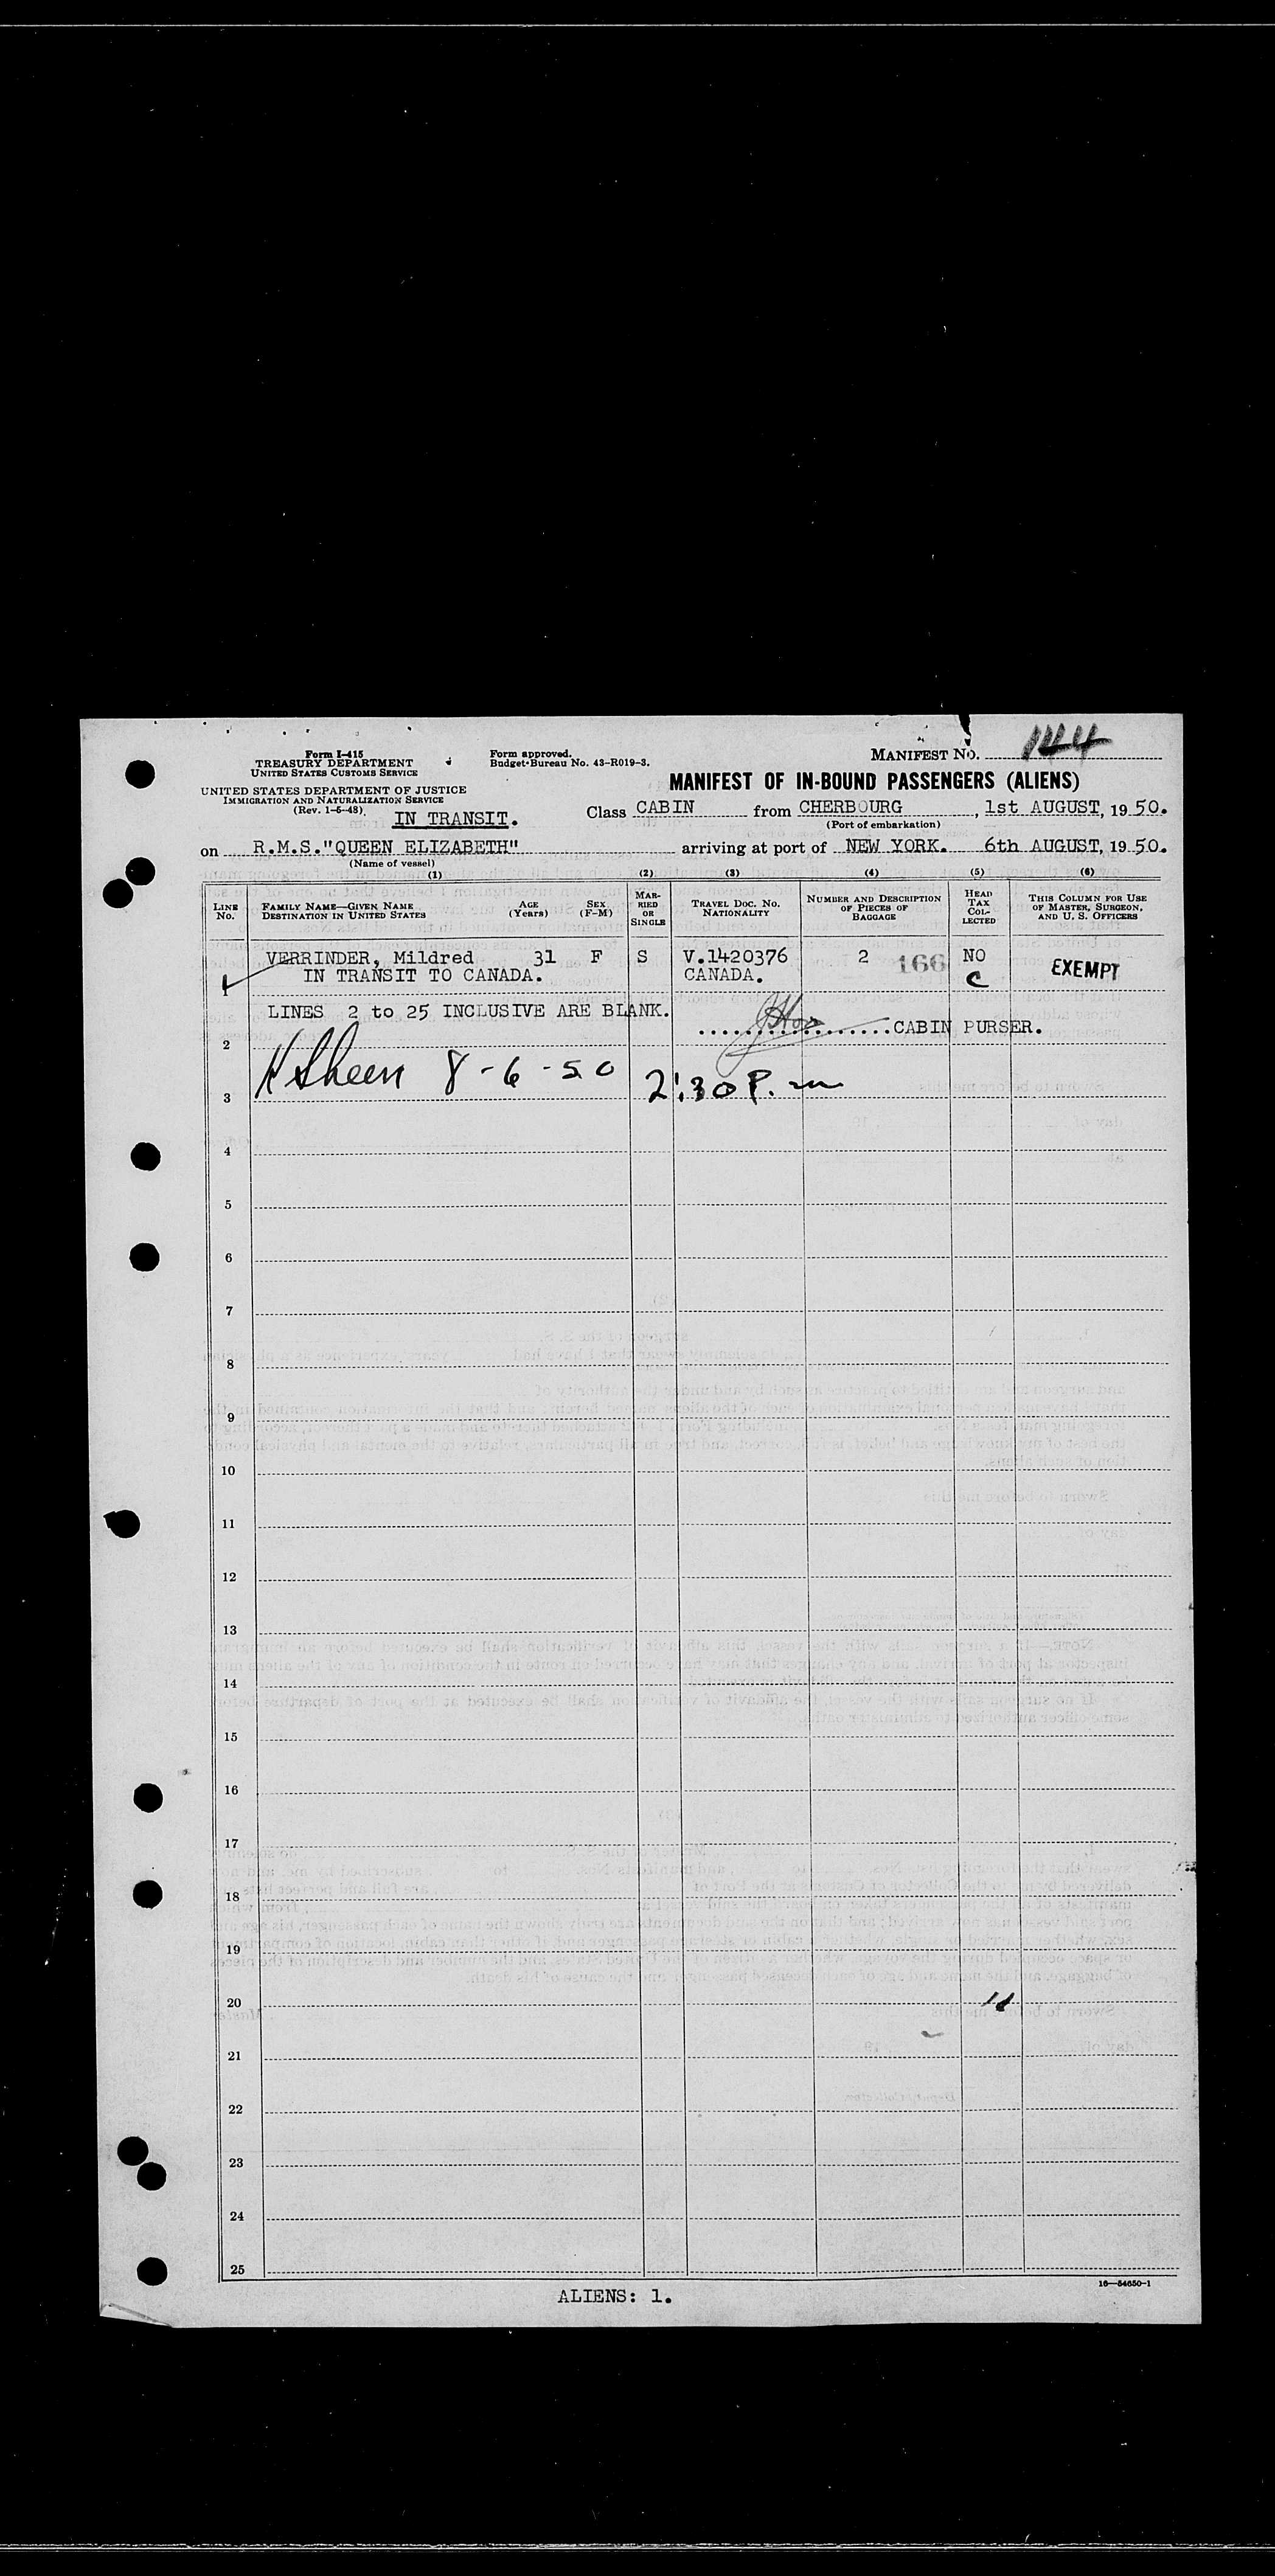 MANIFEST NO. 144
Form I-415
TREASURY DEPARTMENT
UNITED STATES CUSTOMS SERVICE
Form approved.
Budget Bureau No. 43-R019-3.
UNITED STATES DEPARTMENT OF JUSTICE
IMMIGRATION AND NATURALIZATION SERVICE
(Rev. 1-6-48)
IN TRANSIT.
MANIFEST OF IN-BOUND PASSENGERS (ALIENS)
Class CABIN from CHERBOURG, 1st AUGUST, 1950.
(Port of embarkation)
on R.M.S."QUEEN ELIZABETH" arriving at port of NEW YORK. 6th AUGUST, 1950.
(Name of vessel)
(1) (2) (3) (4) (5) (6)
LINE NO.
FAMILY NAME—GIVEN NAME
DESTINATION IN UNITED STATES
AGE (Years)
SEX (F-M)
MARRIED OR SINGLE
TRAVEL DOC. NO.
NATIONALITY
NUMBER AND DESCRIPTION OF PIECES OF BAGGAGE
HEAD TAX COLLECTED
THIS COLUMN FOR USE OF MASTER, SURGEON, AND U. S. OFFICERS
VERRINDER, Mildred 31 F S V.1420376 2 166 NO EXEMPT
1 IN TRANSIT TO CANADA. CANADA. C
LINES 2 to 25 INCLUSIVE ARE BLANK.
..................CABIN PURSER.
2
Sheen 8-6-50 2:30 P.m
3
4
5
6
7
8
9
10
11
12
13
14
15
16
17
18
19
20
21
22
23
24
25
16—54650-1
ALIENS: 1.